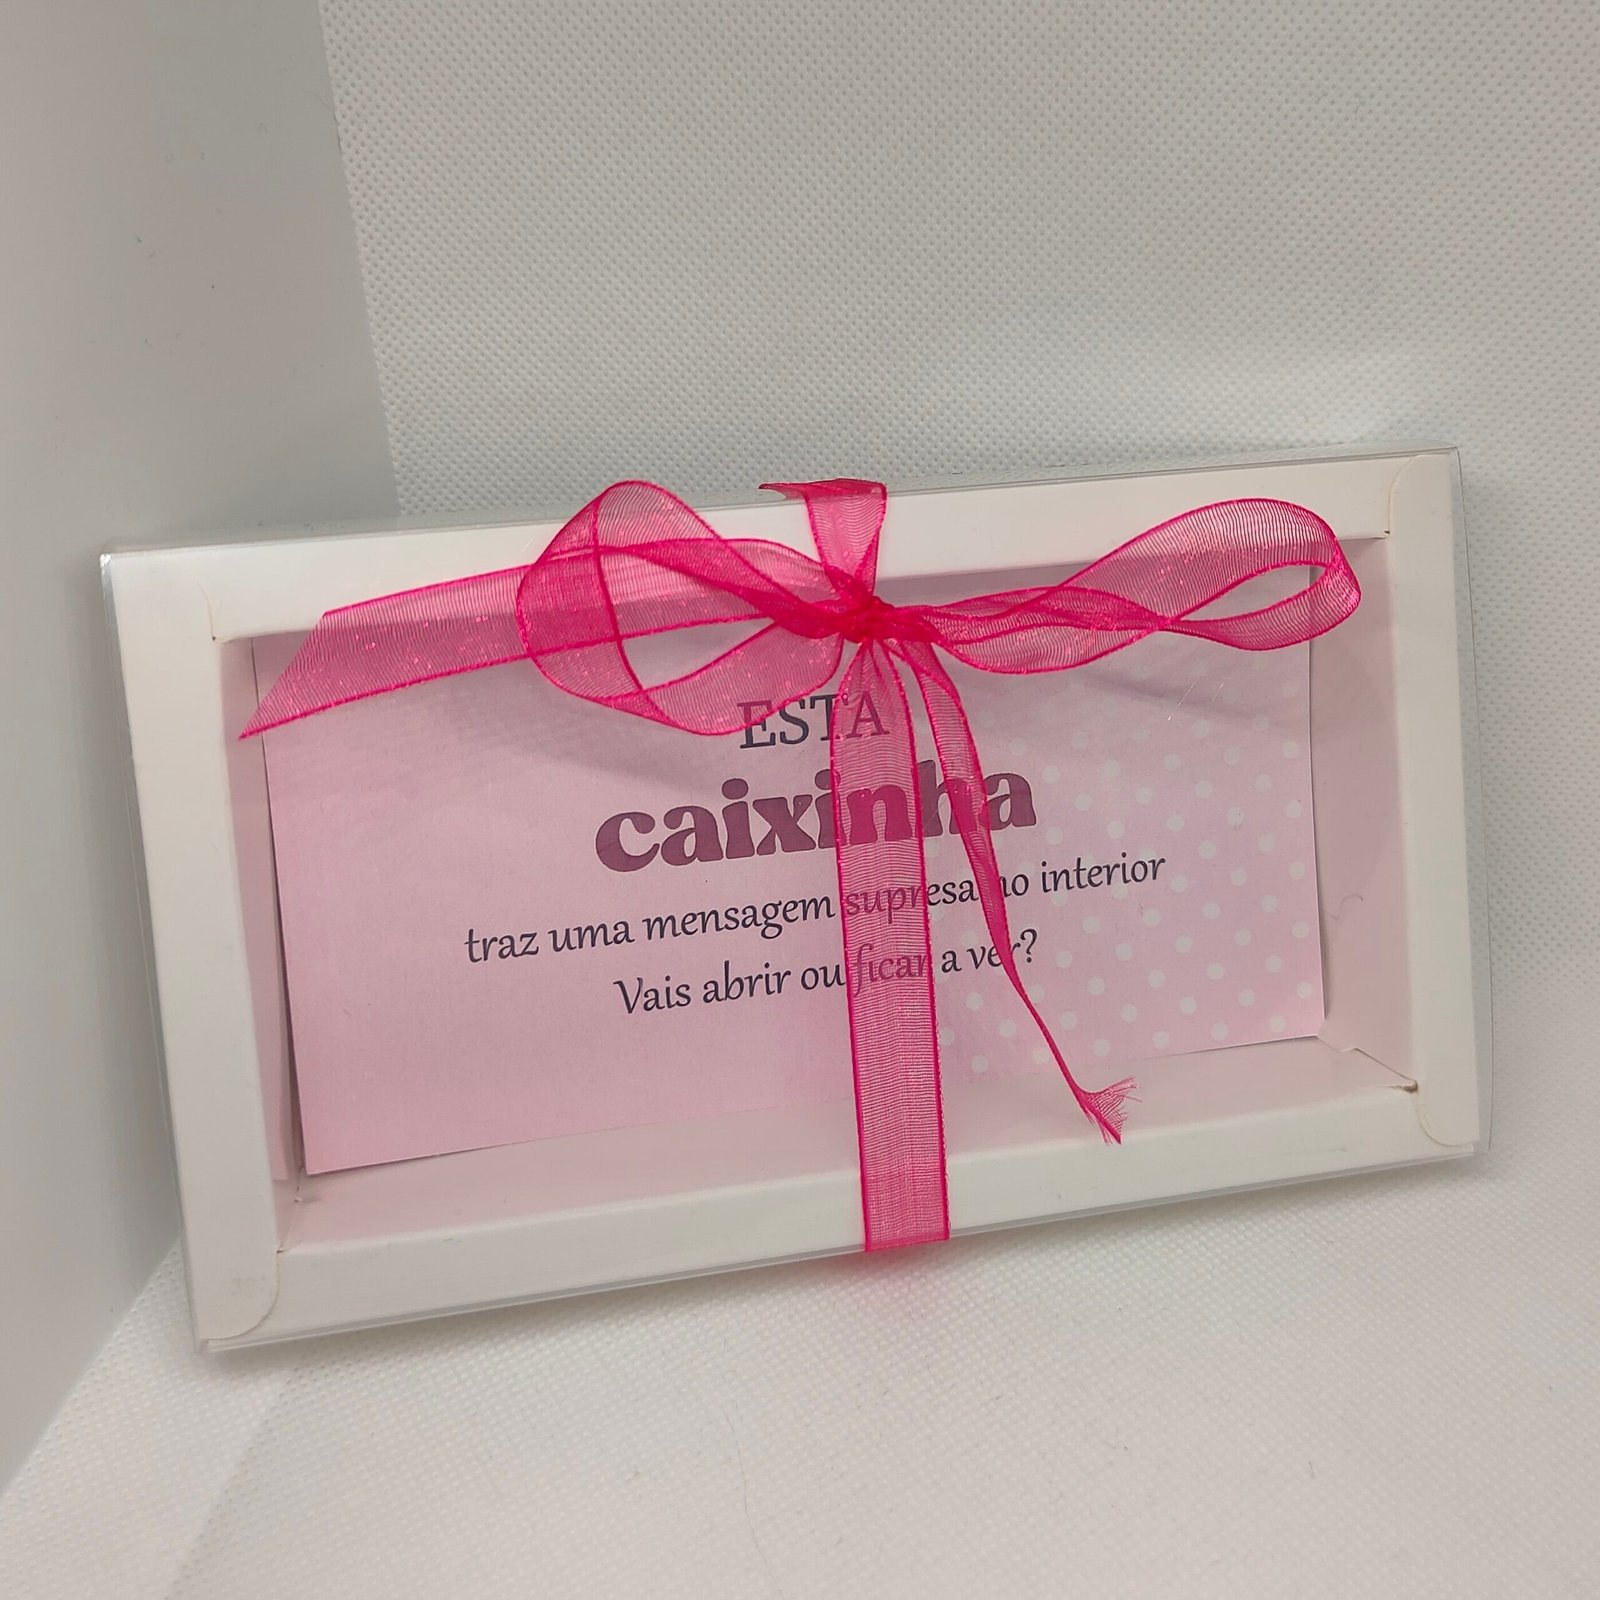 ESTA
caixinha
traz uma mensagem supresa no interior
Vais abrir ou ficar a ver?